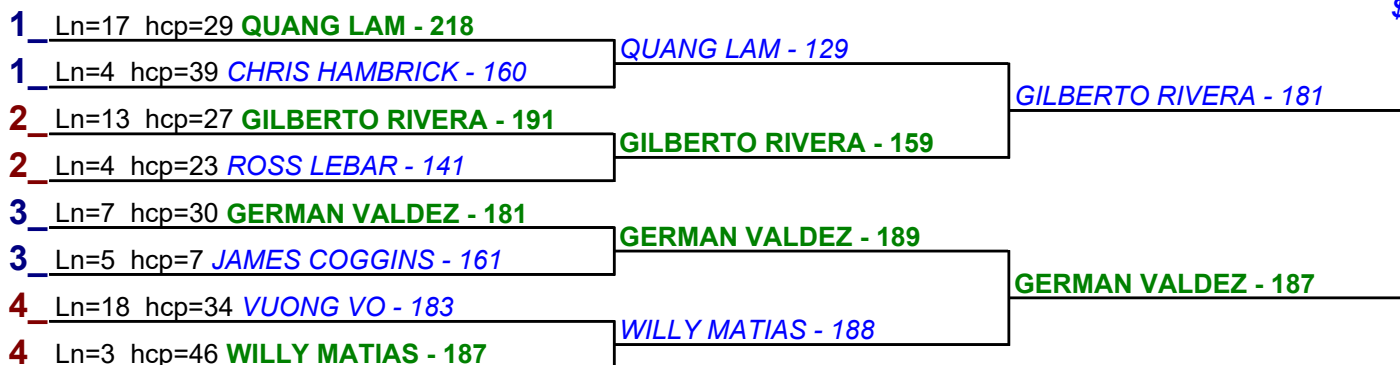 1_ Ln=17 hcp=29 QUANG LAM - 218
QUANG LAM - 129
1_ Ln=4 hcp=39 CHRIS HAMBRICK - 160
GILBERTO RIVERA - 181
2_ Ln=13 hcp=27 GILBERTO RIVERA - 191
GILBERTO RIVERA - 159
2_ Ln=4 hcp=23 ROSS LEBAR - 141
3_ Ln=7 hcp=30 GERMAN VALDEZ - 181
GERMAN VALDEZ - 189
3_ Ln=5 hcp=7 JAMES COGGINS - 161
GERMAN VALDEZ - 187
4_ Ln=18 hcp=34 VUONG VO - 183
WILLY MATIAS - 188
4 Ln=3 hcp=46 WILLY MATIAS - 187